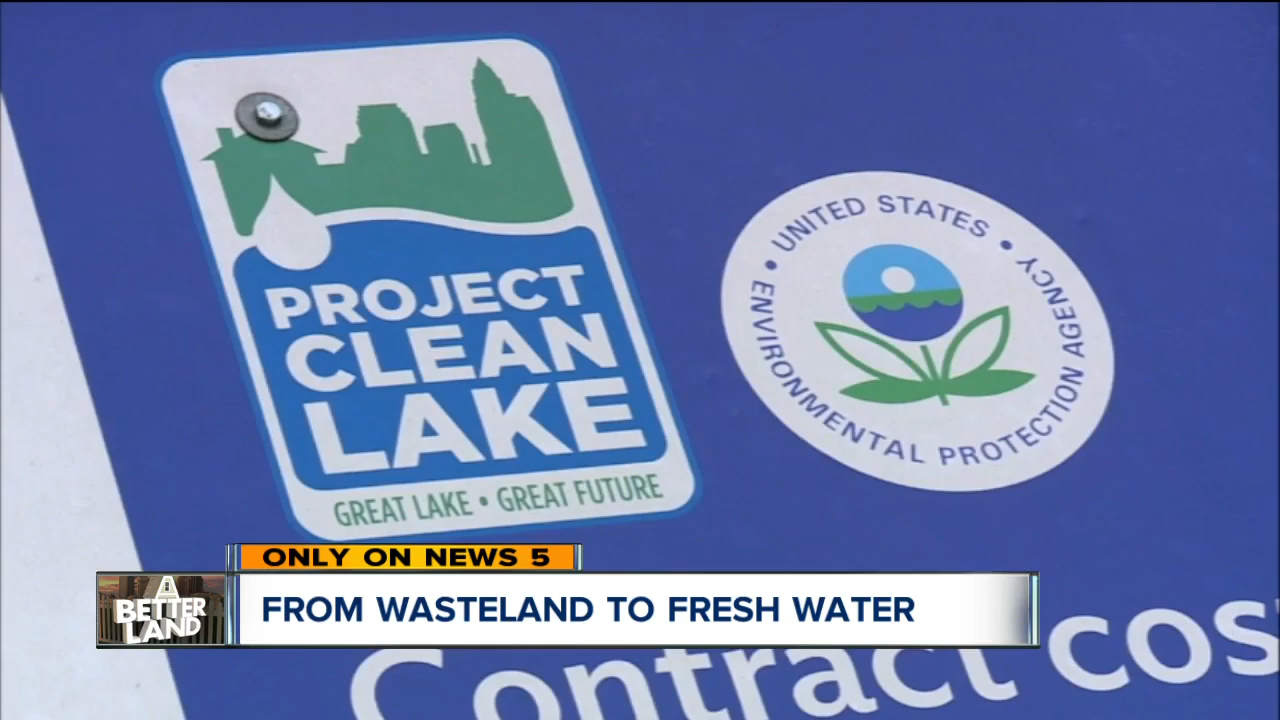 PROJECT
CLEAN
LAKE
GREAT LAKE • GREAT FUTURE
• UNITED STATES •
ENVIRONMENTAL PROTECTION AGENCY
ONLY ON NEWS 5
A
BETTER
LAND
FROM WASTELAND TO FRESH WATER
Contract